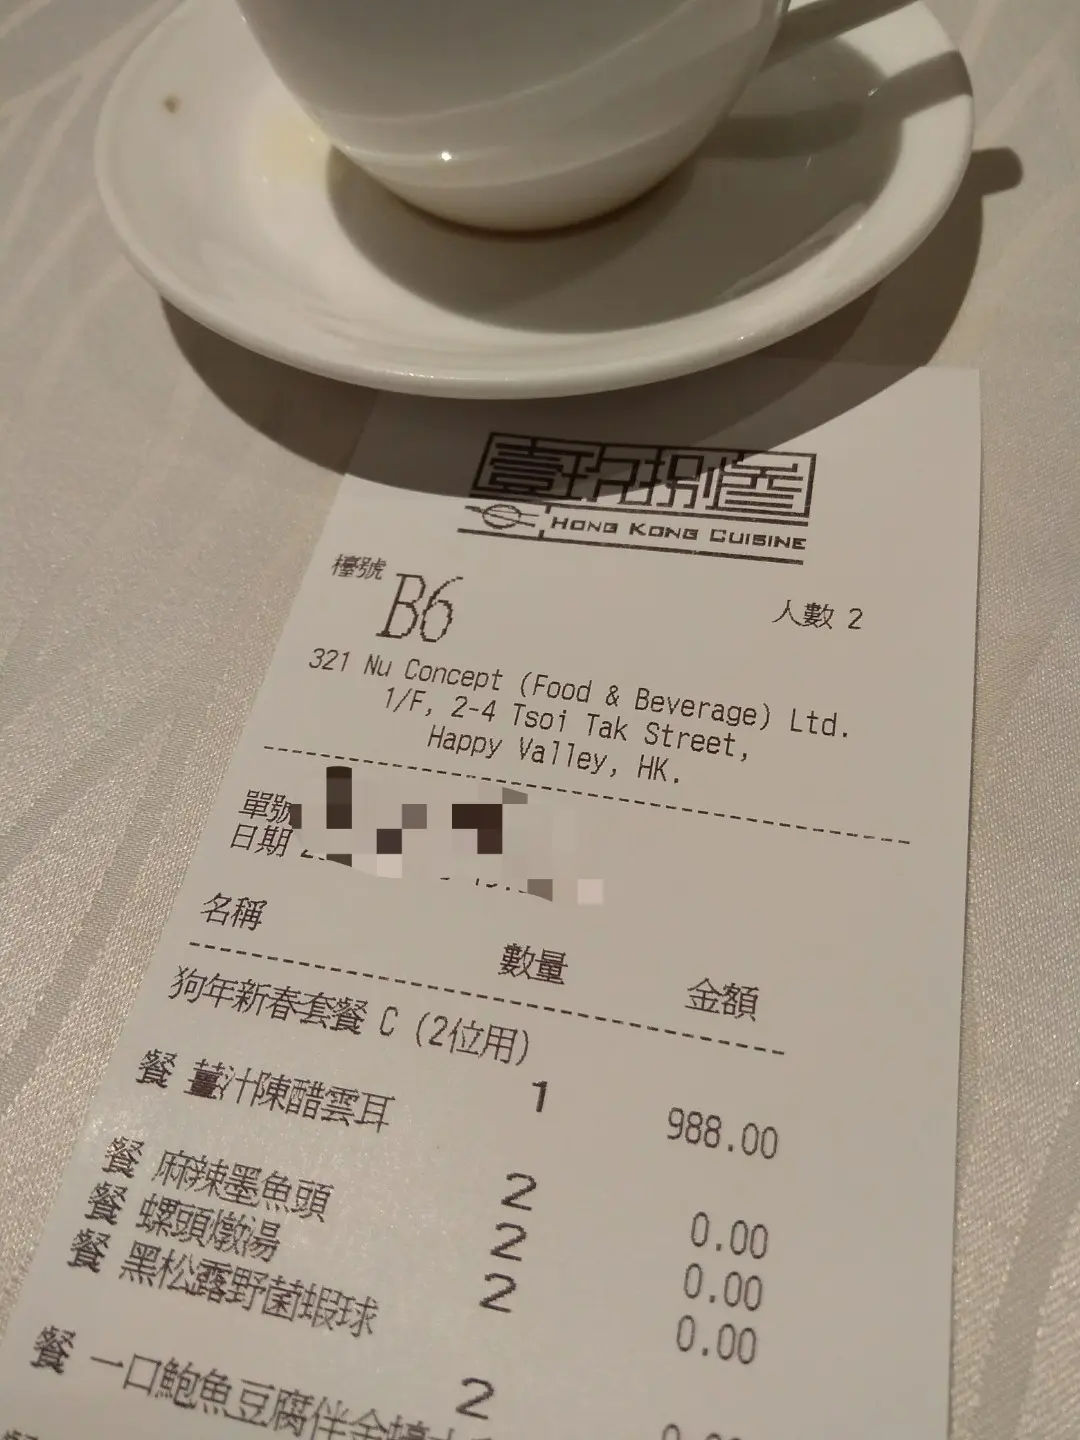 壹玖捌叁
HONG KONG CUISINE
檯號 B6 人數 2
321 Nu Concept (Food & Beverage) Ltd.
1/F, 2-4 Tsoi Tak Street,
Happy Valley, HK.
單號
日期
名稱 數量 金額
狗年新春套餐 C (2位用)
1 988.00
餐 薑汁陳醋雲耳
2 0.00
餐 麻辣墨魚頭
2 0.00
餐 螺頭燉湯
2 0.00
餐 黑松露野菌蝦球
2
餐 一口鮑魚豆腐伴金蠔